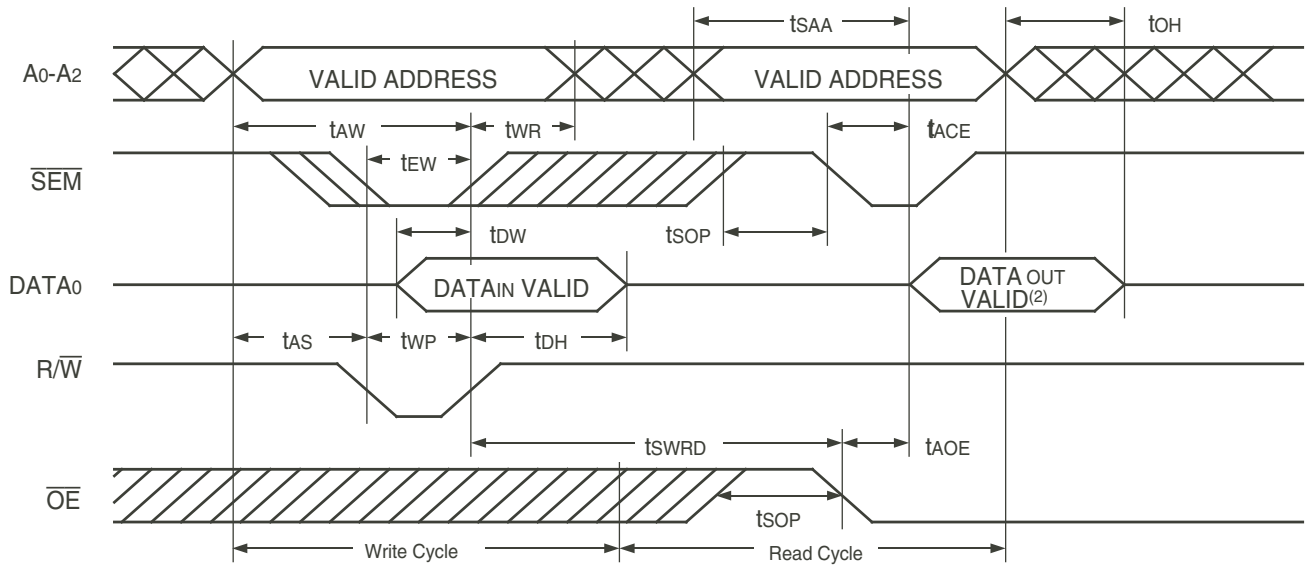 tSAA tOH
A0-A2 VALID ADDRESS VALID ADDRESS
tAW tWR tACE
tEW
SEM
tDW tSOP
DATA0 DATAIN VALID DATA OUT
VALID(2)
tAS tWP tDH
R/W
tSWRD tAOE
OE
tSOP
Write Cycle Read Cycle